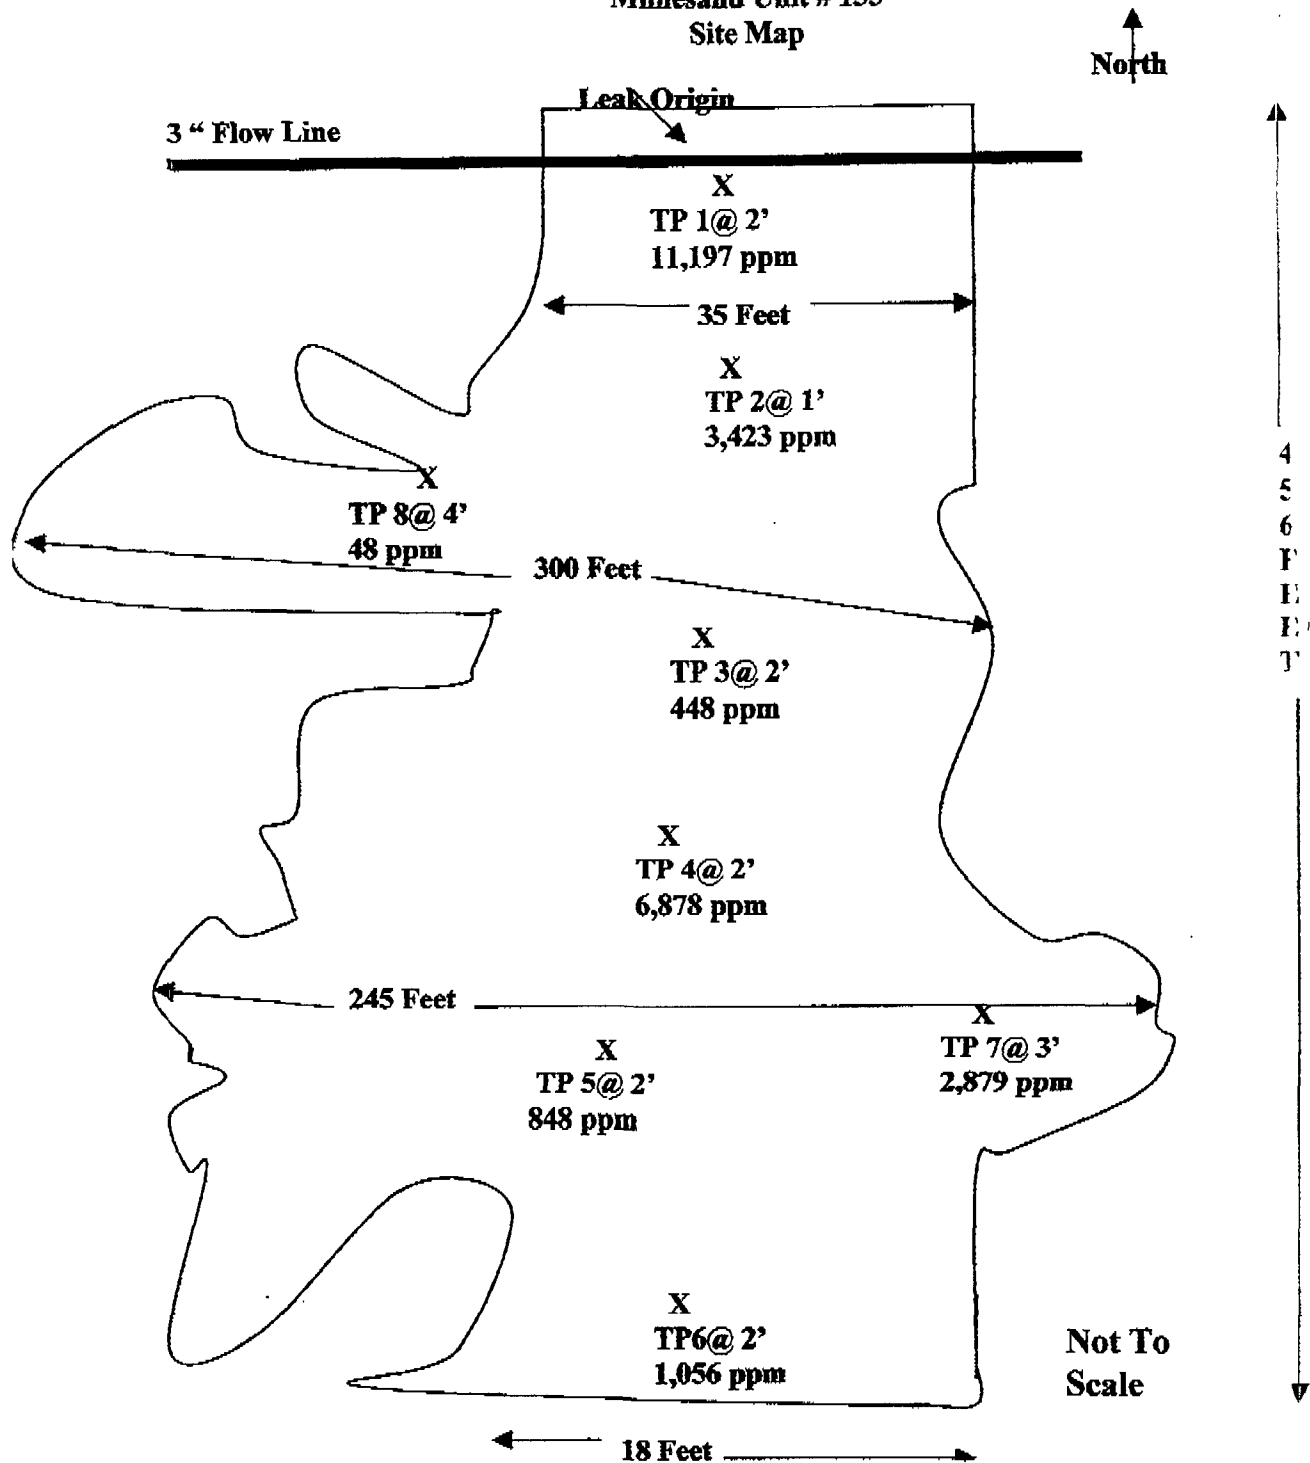 Site Map
North
Leak Origin
3 “ Flow Line
X
TP 1@ 2’
11,197 ppm
35 Feet
X
TP 2@ 1’
3,423 ppm
X
TP 8@ 4’
48 ppm
300 Feet
456 FEET
X
TP 3@ 2’
448 ppm
X
TP 4@ 2’
6,878 ppm
245 Feet
X
TP 7@ 3’
2,879 ppm
X
TP 5@ 2’
848 ppm
X
TP6@ 2’
1,056 ppm
Not To
Scale
18 Feet